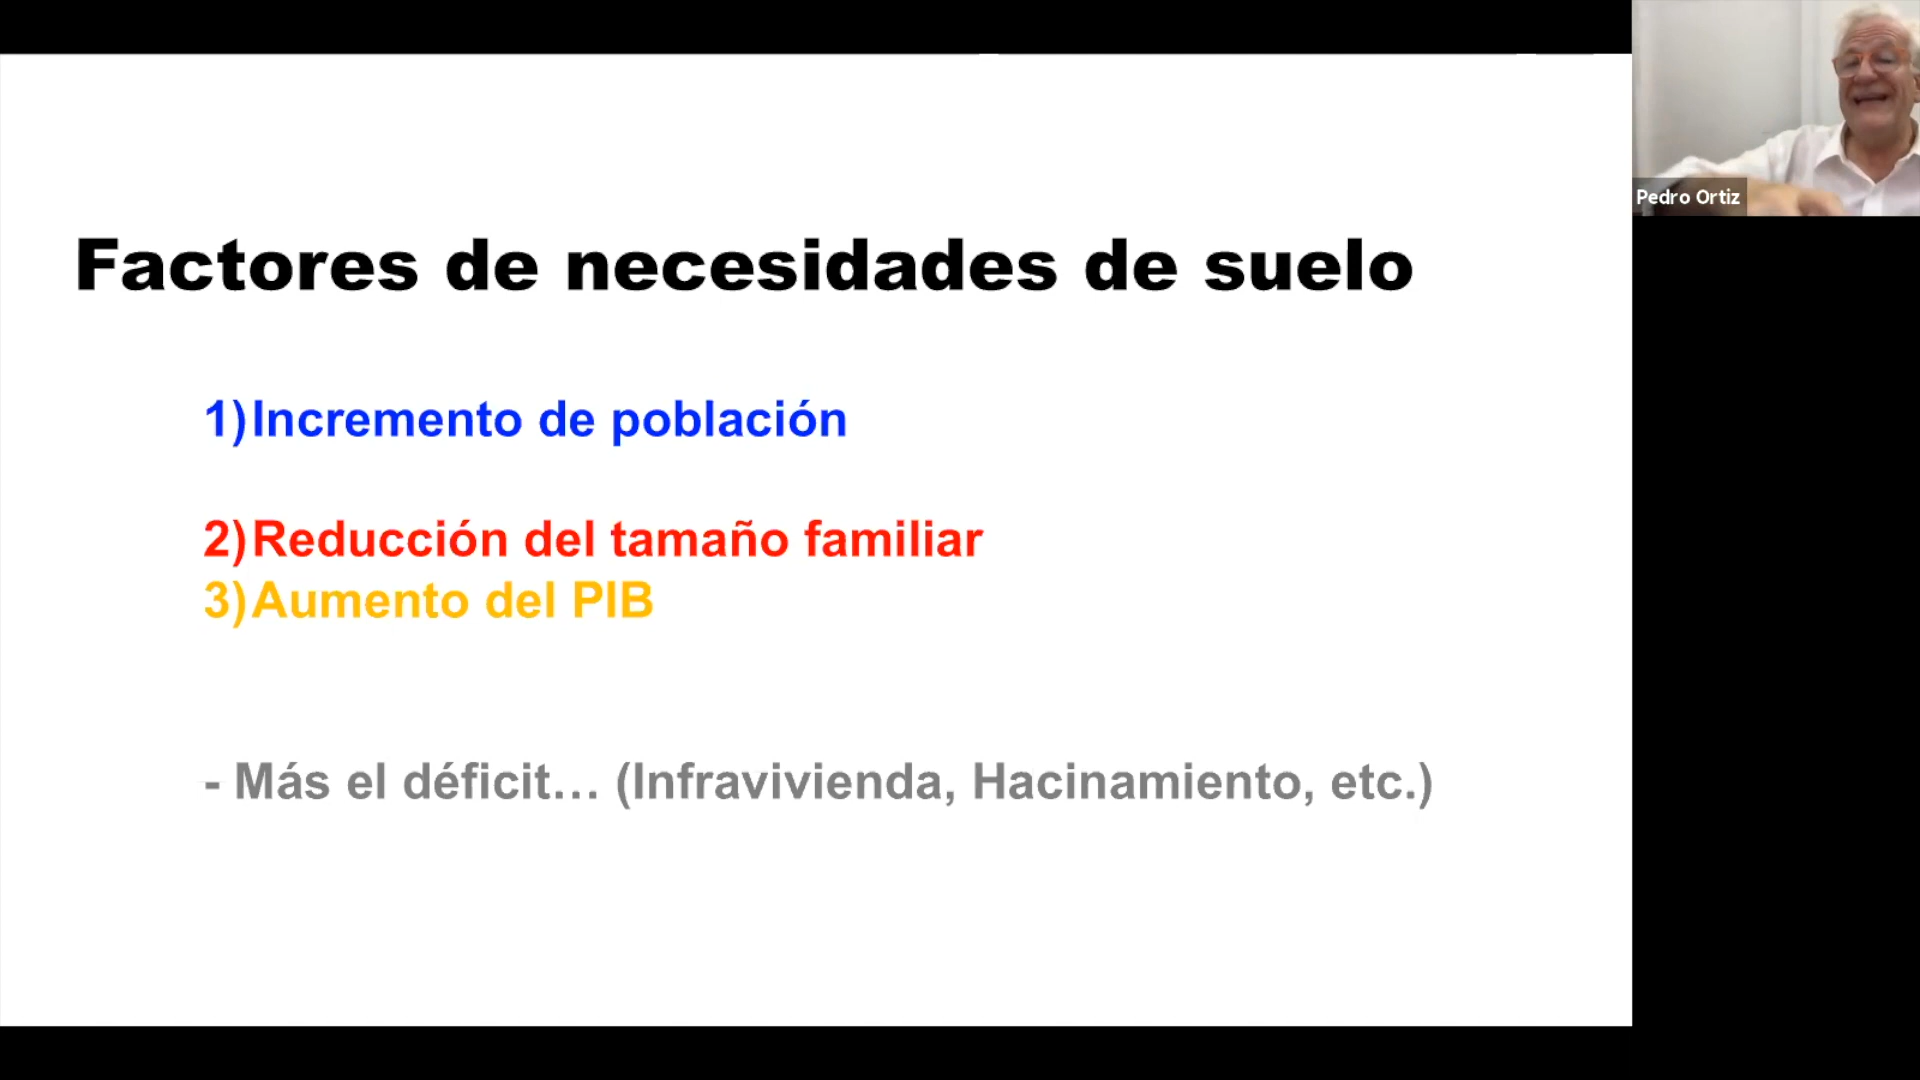 Pedro Ortiz
Factores de necesidades de suelo
1) Incremento de población
2) Reducción del tamaño familiar
3) Aumento del PIB
- Más el déficit… (Infravivienda, Hacinamiento, etc.)